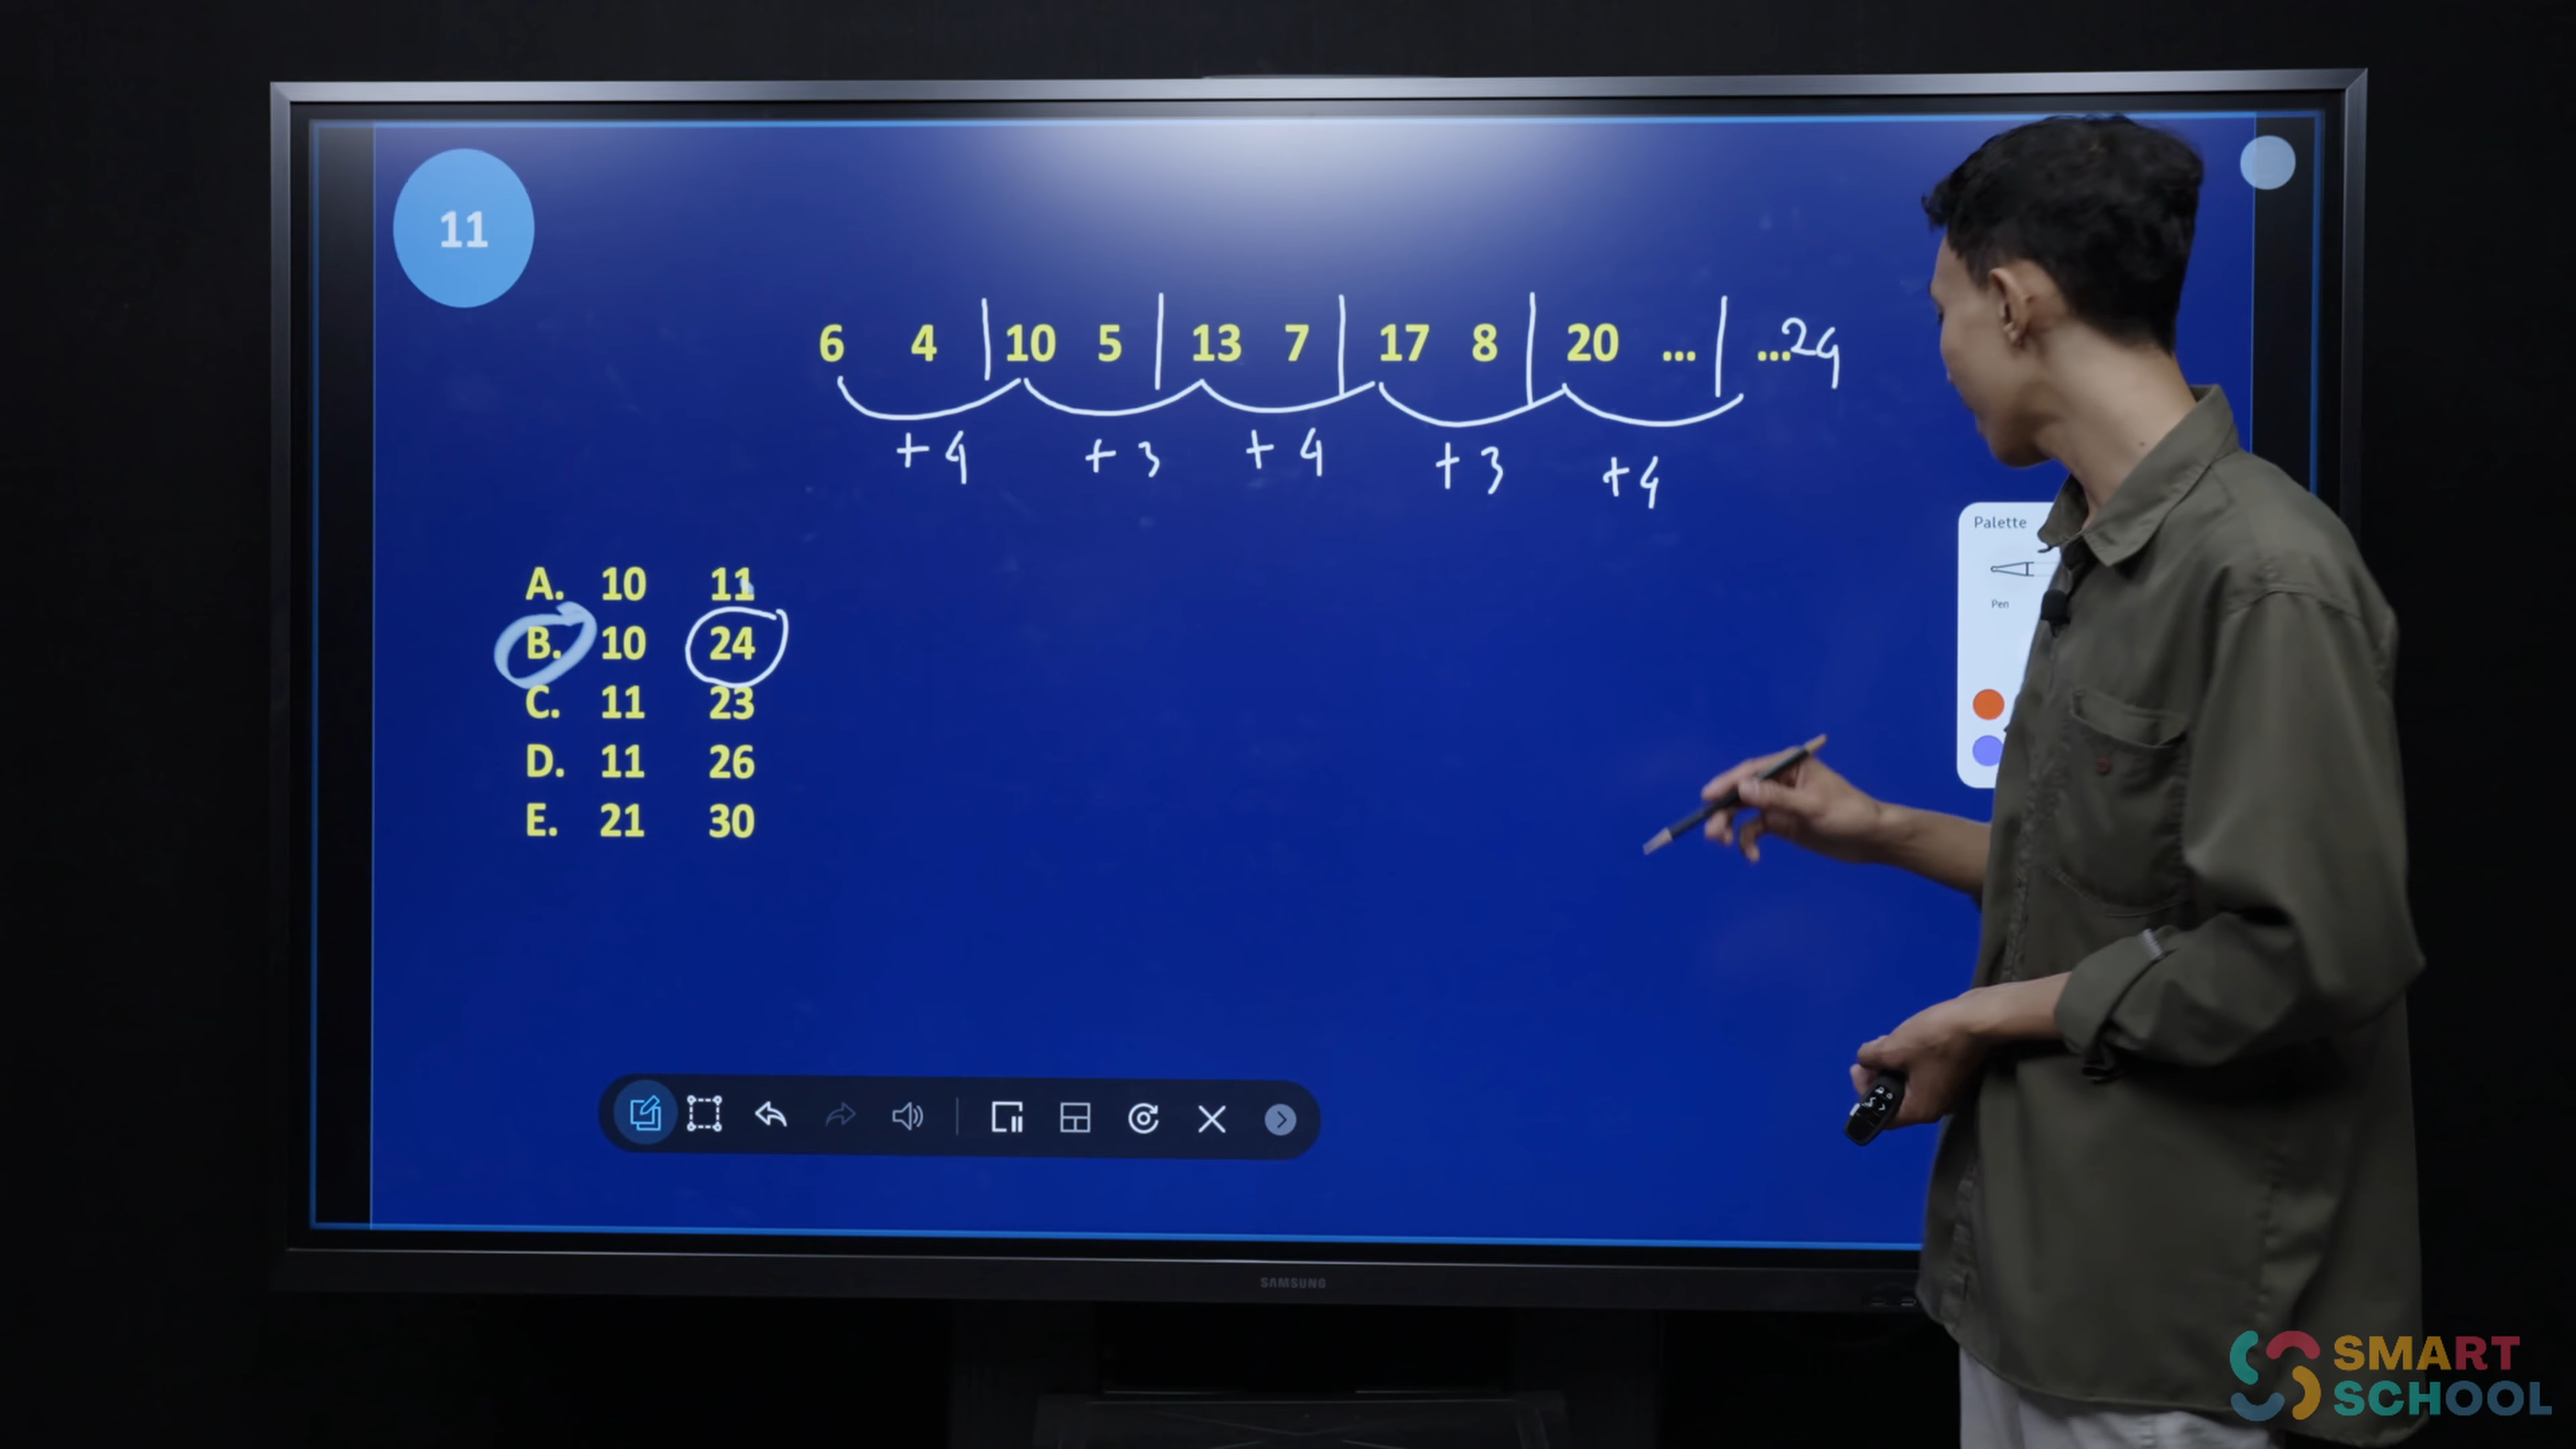 11
6 4 | 10 5 | 13 7 | 17 8 | 20 ... | ...24
+4 +3 +4 +3 +4
Palette
Pen
A. 10 11
B. 10 24
C. 11 23
D. 11 26
E. 21 30
SAMSUNG
SMART
SCHOOL